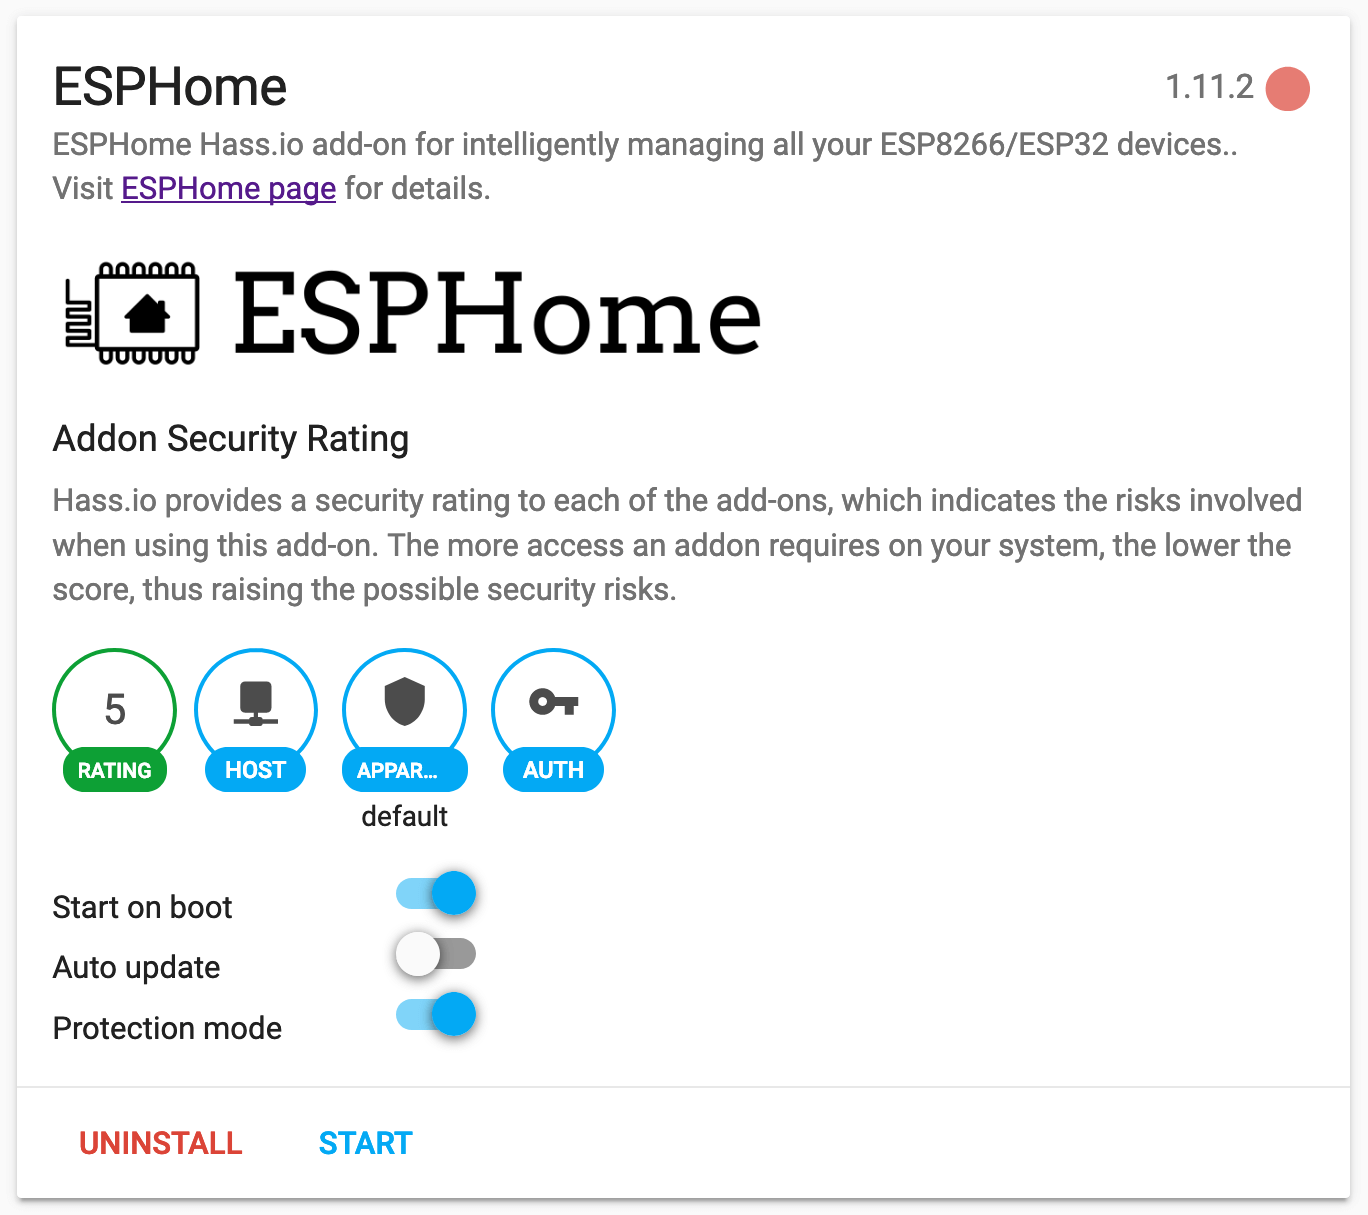 ESPHome
1.11.2
ESPHome Hass.io add-on for intelligently managing all your ESP8266/ESP32 devices..
Visit ESPHome page for details.
ESPHome
Addon Security Rating
Hass.io provides a security rating to each of the add-ons, which indicates the risks involved
when using this add-on. The more access an addon requires on your system, the lower the
score, thus raising the possible security risks.
5
RATING
HOST
APPAR...
AUTH
default
Start on boot
Auto update
Protection mode
UNINSTALL
START